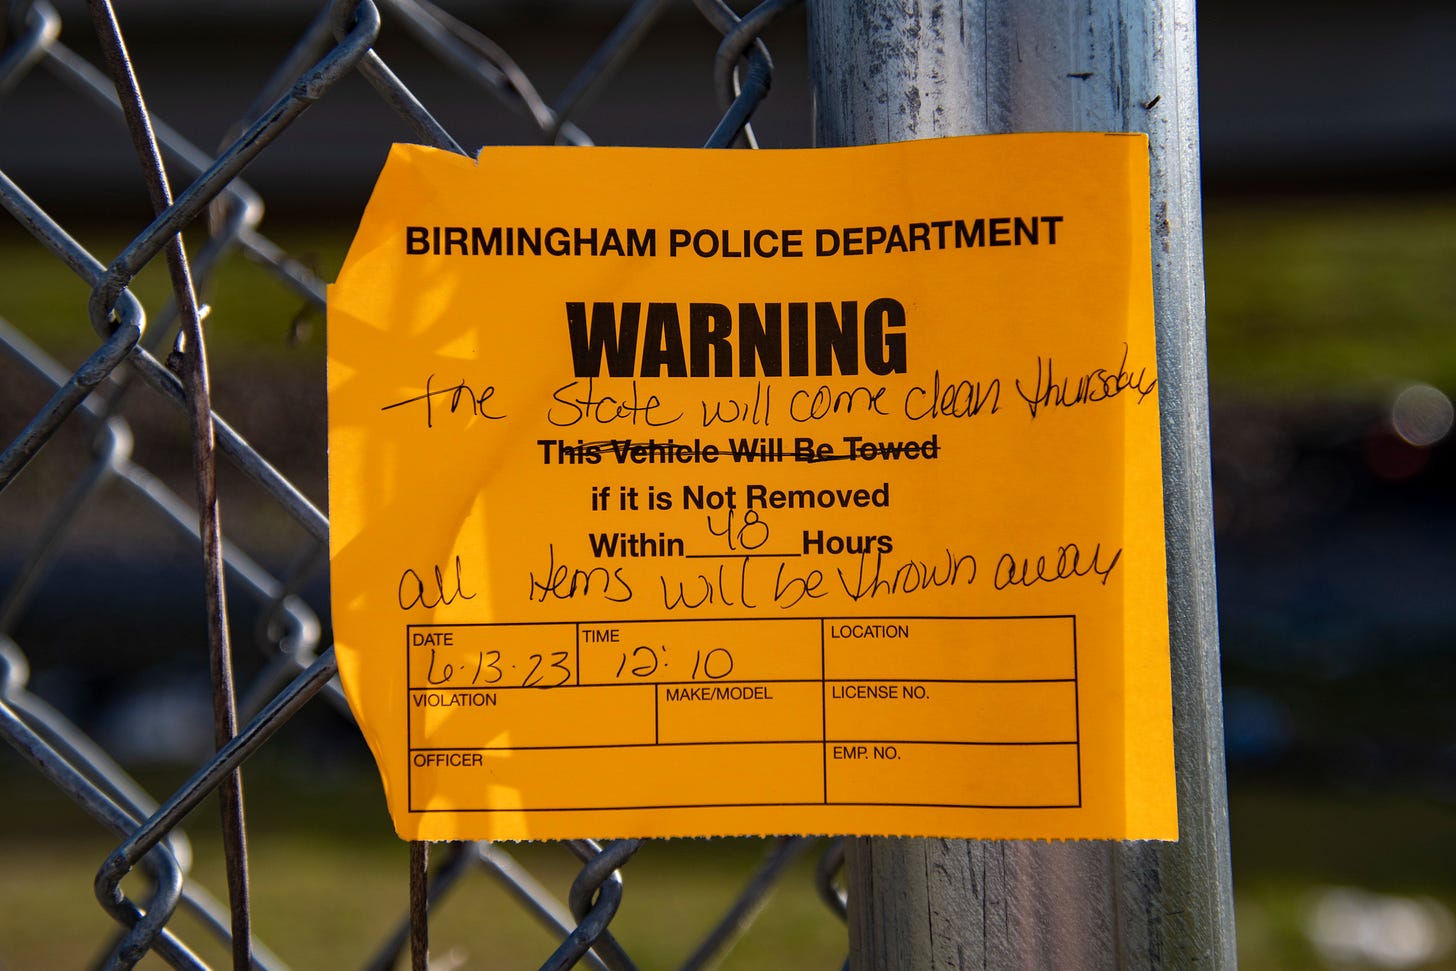 BIRMINGHAM POLICE DEPARTMENT
WARNING
The State will come clean thursday
This Vehicle Will Be Towed
if it is Not Removed
Within 48 Hours
all items will be thrown away
DATE TIME LOCATION
6·13·23 12:10
VIOLATION MAKE/MODEL LICENSE NO.
OFFICER EMP. NO.